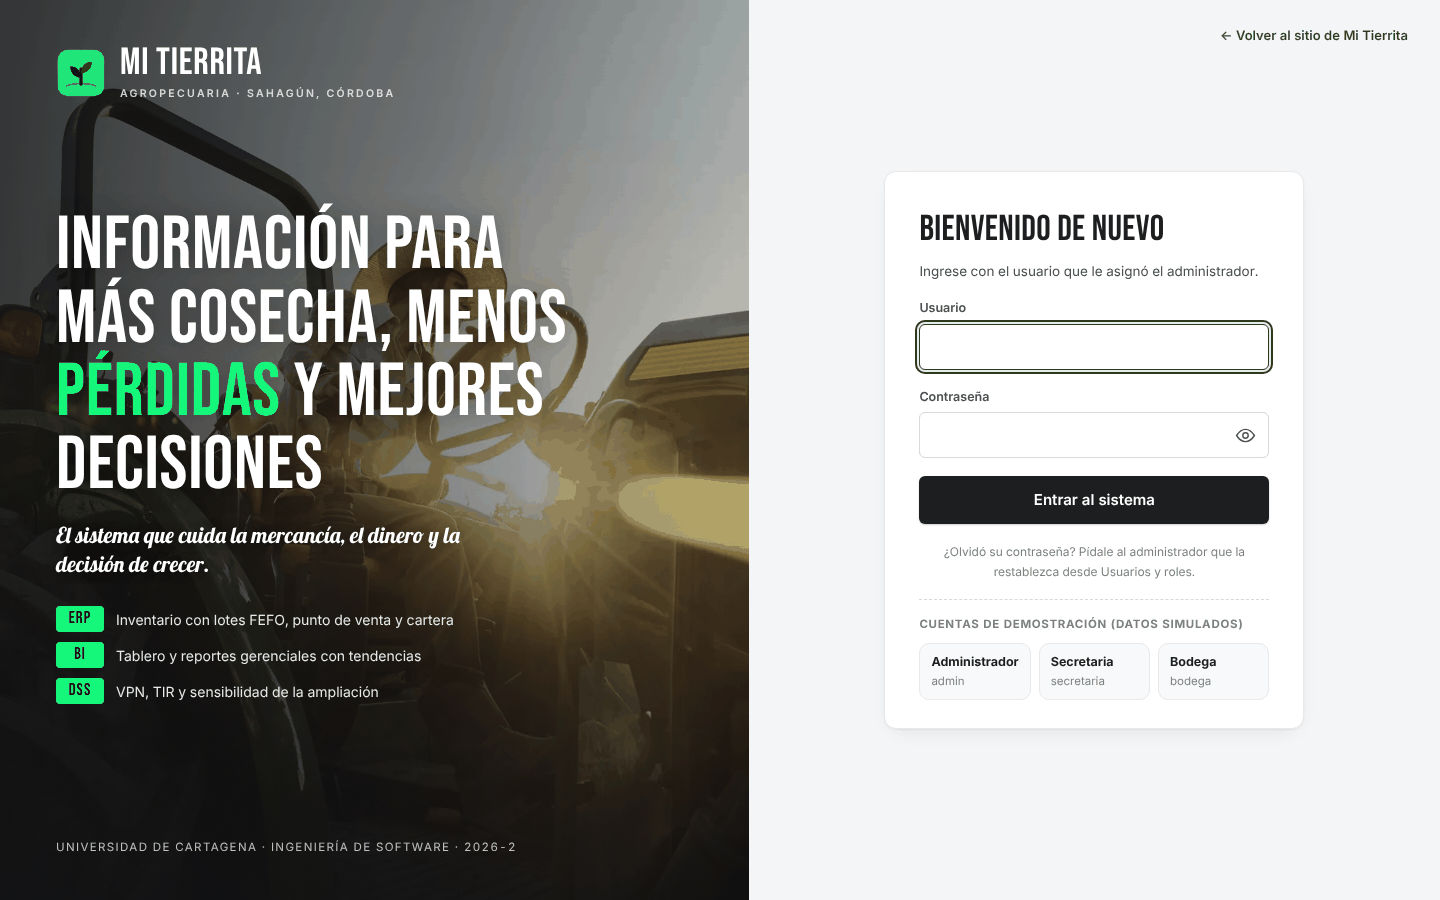 MI TIERRITA
AGROPECUARIA · SAHAGÚN, CÓRDOBA
INFORMACIÓN PARA
MÁS COSECHA, MENOS
PÉRDIDAS Y MEJORES
DECISIONES
El sistema que cuida la mercancía, el dinero y la
decisión de crecer.
ERP Inventario con lotes FEFO, punto de venta y cartera
BI Tablero y reportes gerenciales con tendencias
DSS VPN, TIR y sensibilidad de la ampliación
UNIVERSIDAD DE CARTAGENA · INGENIERÍA DE SOFTWARE · 2026-2
← Volver al sitio de Mi Tierrita
BIENVENIDO DE NUEVO
Ingrese con el usuario que le asignó el administrador.
Usuario
Contraseña
Entrar al sistema
¿Olvidó su contraseña? Pídale al administrador que la
restablezca desde Usuarios y roles.
CUENTAS DE DEMOSTRACIÓN (DATOS SIMULADOS)
Administrador Secretaria Bodega
admin secretaria bodega